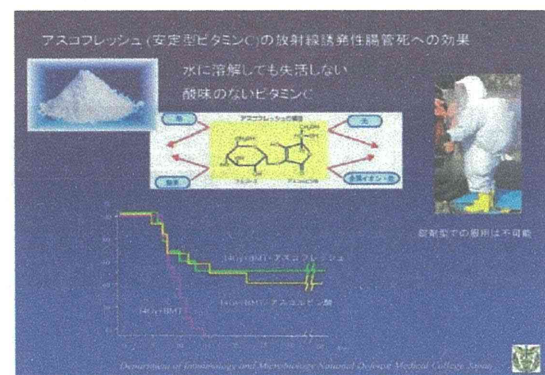 アスコフレッシュ(安定型ビタミンC)の放射線誘発性腸管死への効果
水に溶解しても失活しない
酸味のないビタミンC
アスコフレッシュの構造
熱
光
酸素
金属イオン・塩
錠剤型での服用は不可能
14Gy+BMT+アスコフレッシュ
14Gy+BMT+アスコルビン酸
14Gy+BMT
Department of Immunology and Microbiology National Defense Medical College, Japan